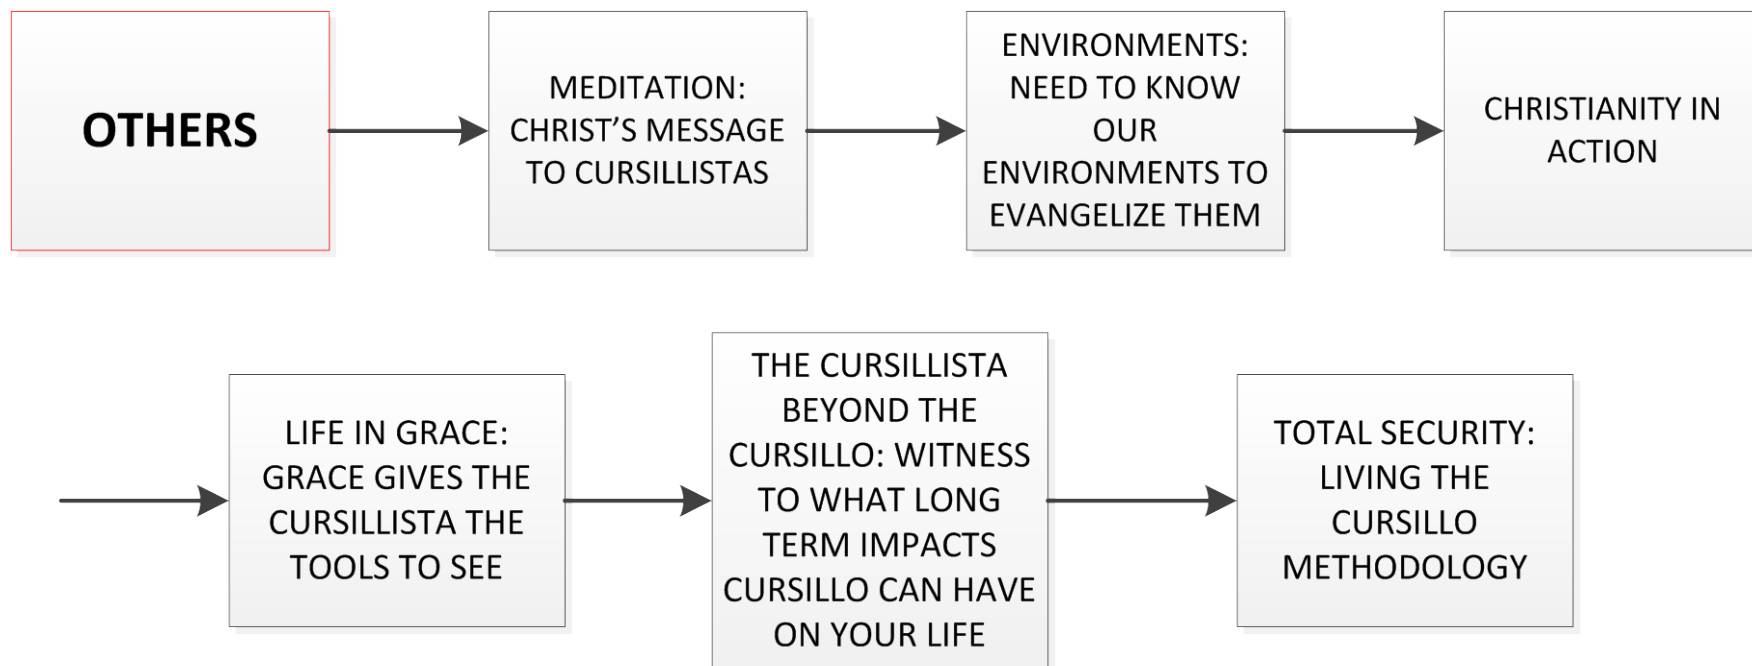 OTHERS
MEDITATION:
CHRIST’S MESSAGE
TO CURSILLISTAS
ENVIRONMENTS:
NEED TO KNOW
OUR
ENVIRONMENTS TO
EVANGELIZE THEM
CHRISTIANITY IN
ACTION
LIFE IN GRACE:
GRACE GIVES THE
CURSILLISTA THE
TOOLS TO SEE
THE CURSILLISTA
BEYOND THE
CURSILLO: WITNESS
TO WHAT LONG
TERM IMPACTS
CURSILLO CAN HAVE
ON YOUR LIFE
TOTAL SECURITY:
LIVING THE
CURSILLO
METHODOLOGY